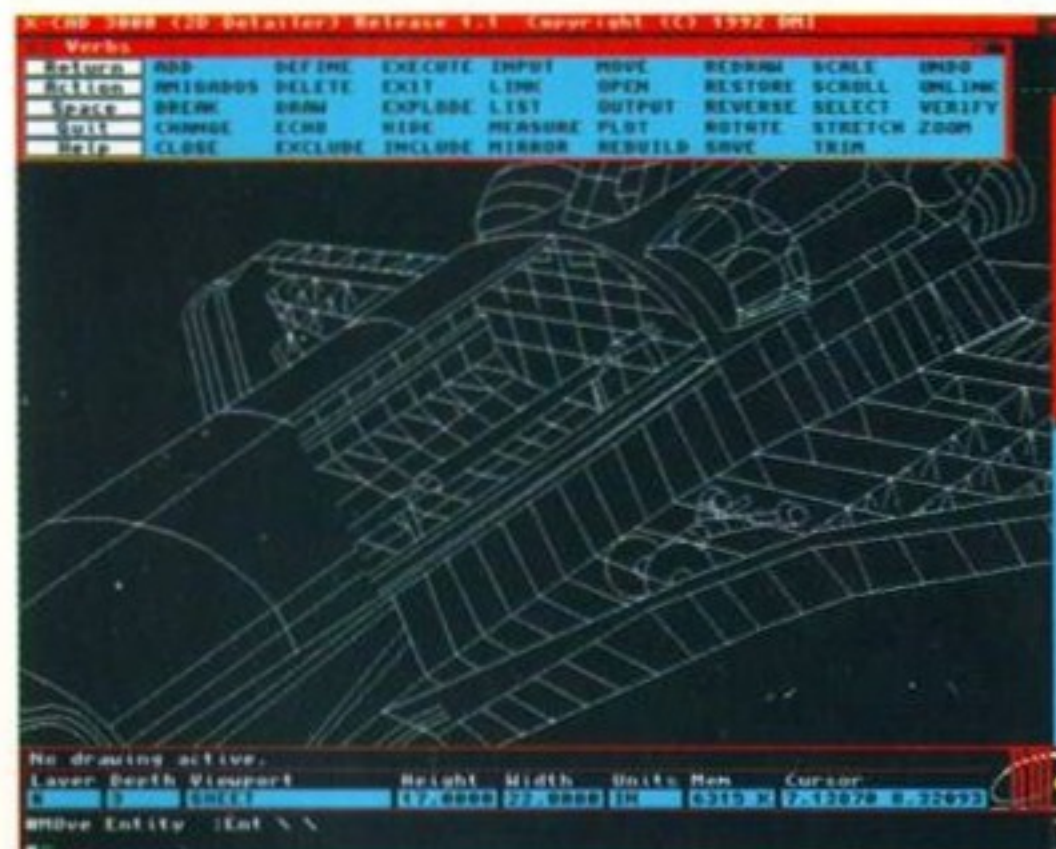 X-CAD 3000 (2D Detailer) Release 1.1 Copyright (C) 1992 DMI
Verbs
Return ADD DEFINE EXECUTE INPUT MOVE REDRAW SCALE UNDO
Action AMIGADOS DELETE EXIT LINK OPEN RESTORE SCROLL UNLINK
Space BREAK DRAW EXPLODE LIST OUTPUT REVERSE SELECT VERIFY
Quit CHANGE ECHO HIDE MEASURE PLOT ROTATE STRETCH ZOOM
Help CLOSE EXCLUDE INCLUDE MIRROR REBUILD SAVE TRIM
No drawing active.
Layer Depth Viewport Height Width Units Mem Cursor
SHEET 17.0000 22.0000 IN 6315 K
#MOve Entity :Ent \ \